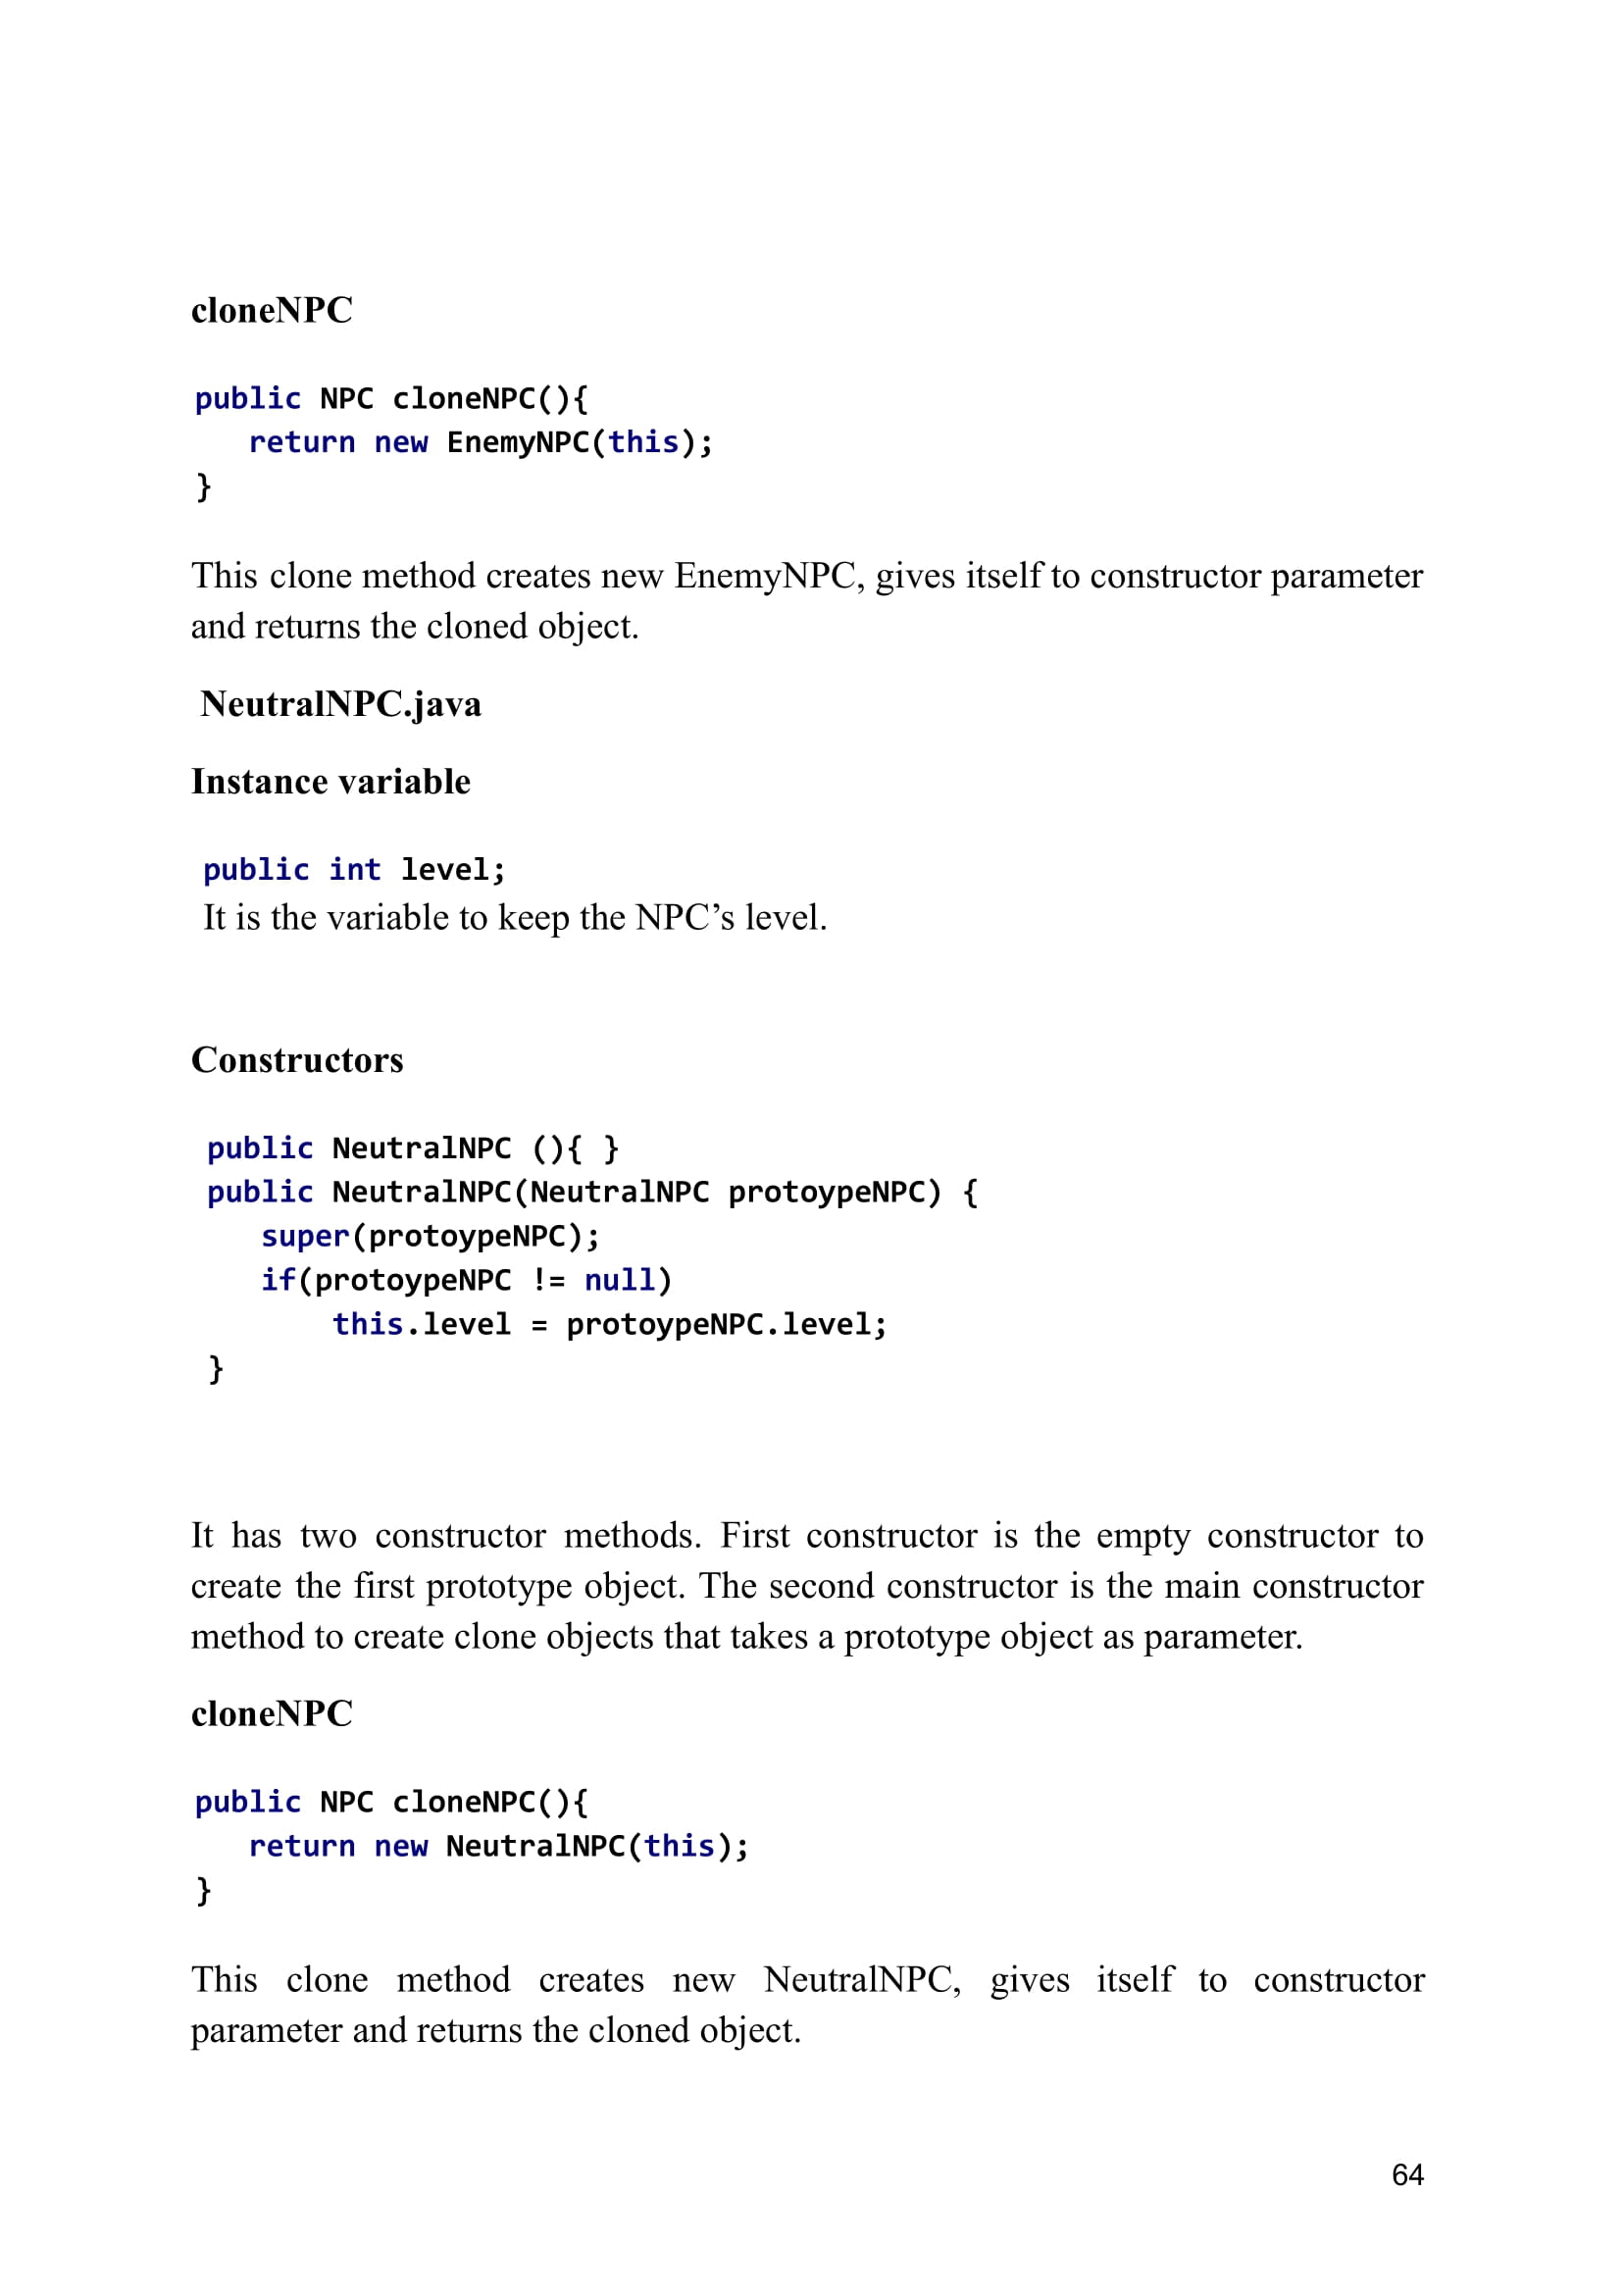 cloneNPC
public NPC cloneNPC(){
return new EnemyNPC(this);
}
This clone method creates new EnemyNPC, gives itself to constructor parameter
and returns the cloned object.
NeutralNPC.java
Instance variable
public int level;
It is the variable to keep the NPC’s level.
Constructors
public NeutralNPC (){ }
public NeutralNPC(NeutralNPC protoypeNPC) {
super(protoypeNPC);
if(protoypeNPC != null)
this.level = protoypeNPC.level;
}
It has two constructor methods. First constructor is the empty constructor to
create the first prototype object. The second constructor is the main constructor
method to create clone objects that takes a prototype object as parameter.
cloneNPC
public NPC cloneNPC(){
return new NeutralNPC(this);
}
This clone method creates new NeutralNPC, gives itself to constructor
parameter and returns the cloned object.
64